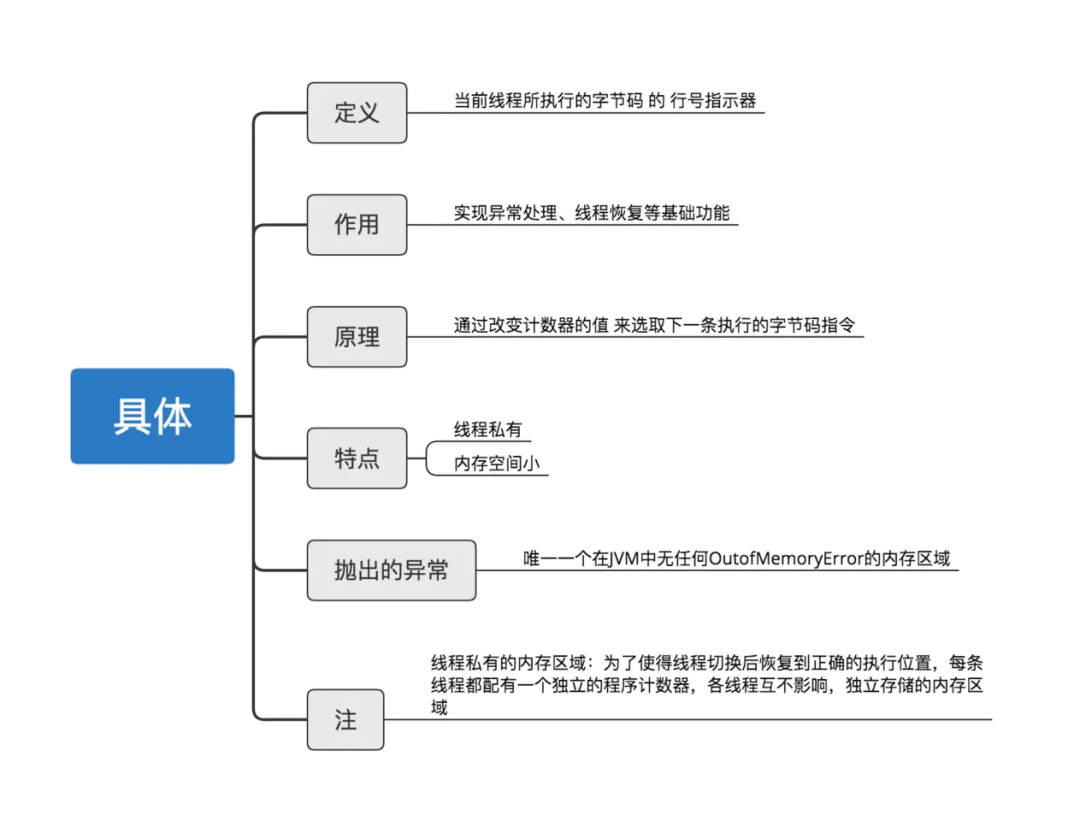 定义
当前线程所执行的字节码 的 行号指示器
作用
实现异常处理、线程恢复等基础功能
原理
通过改变计数器的值 来选取下一条执行的字节码指令
具体
特点
线程私有
内存空间小
抛出的异常
唯一一个在JVM中无任何OutofMemoryError的内存区域
注
线程私有的内存区域：为了使得线程切换后恢复到正确的执行位置，每条
线程都配有一个独立的程序计数器，各线程互不影响，独立存储的内存区
域